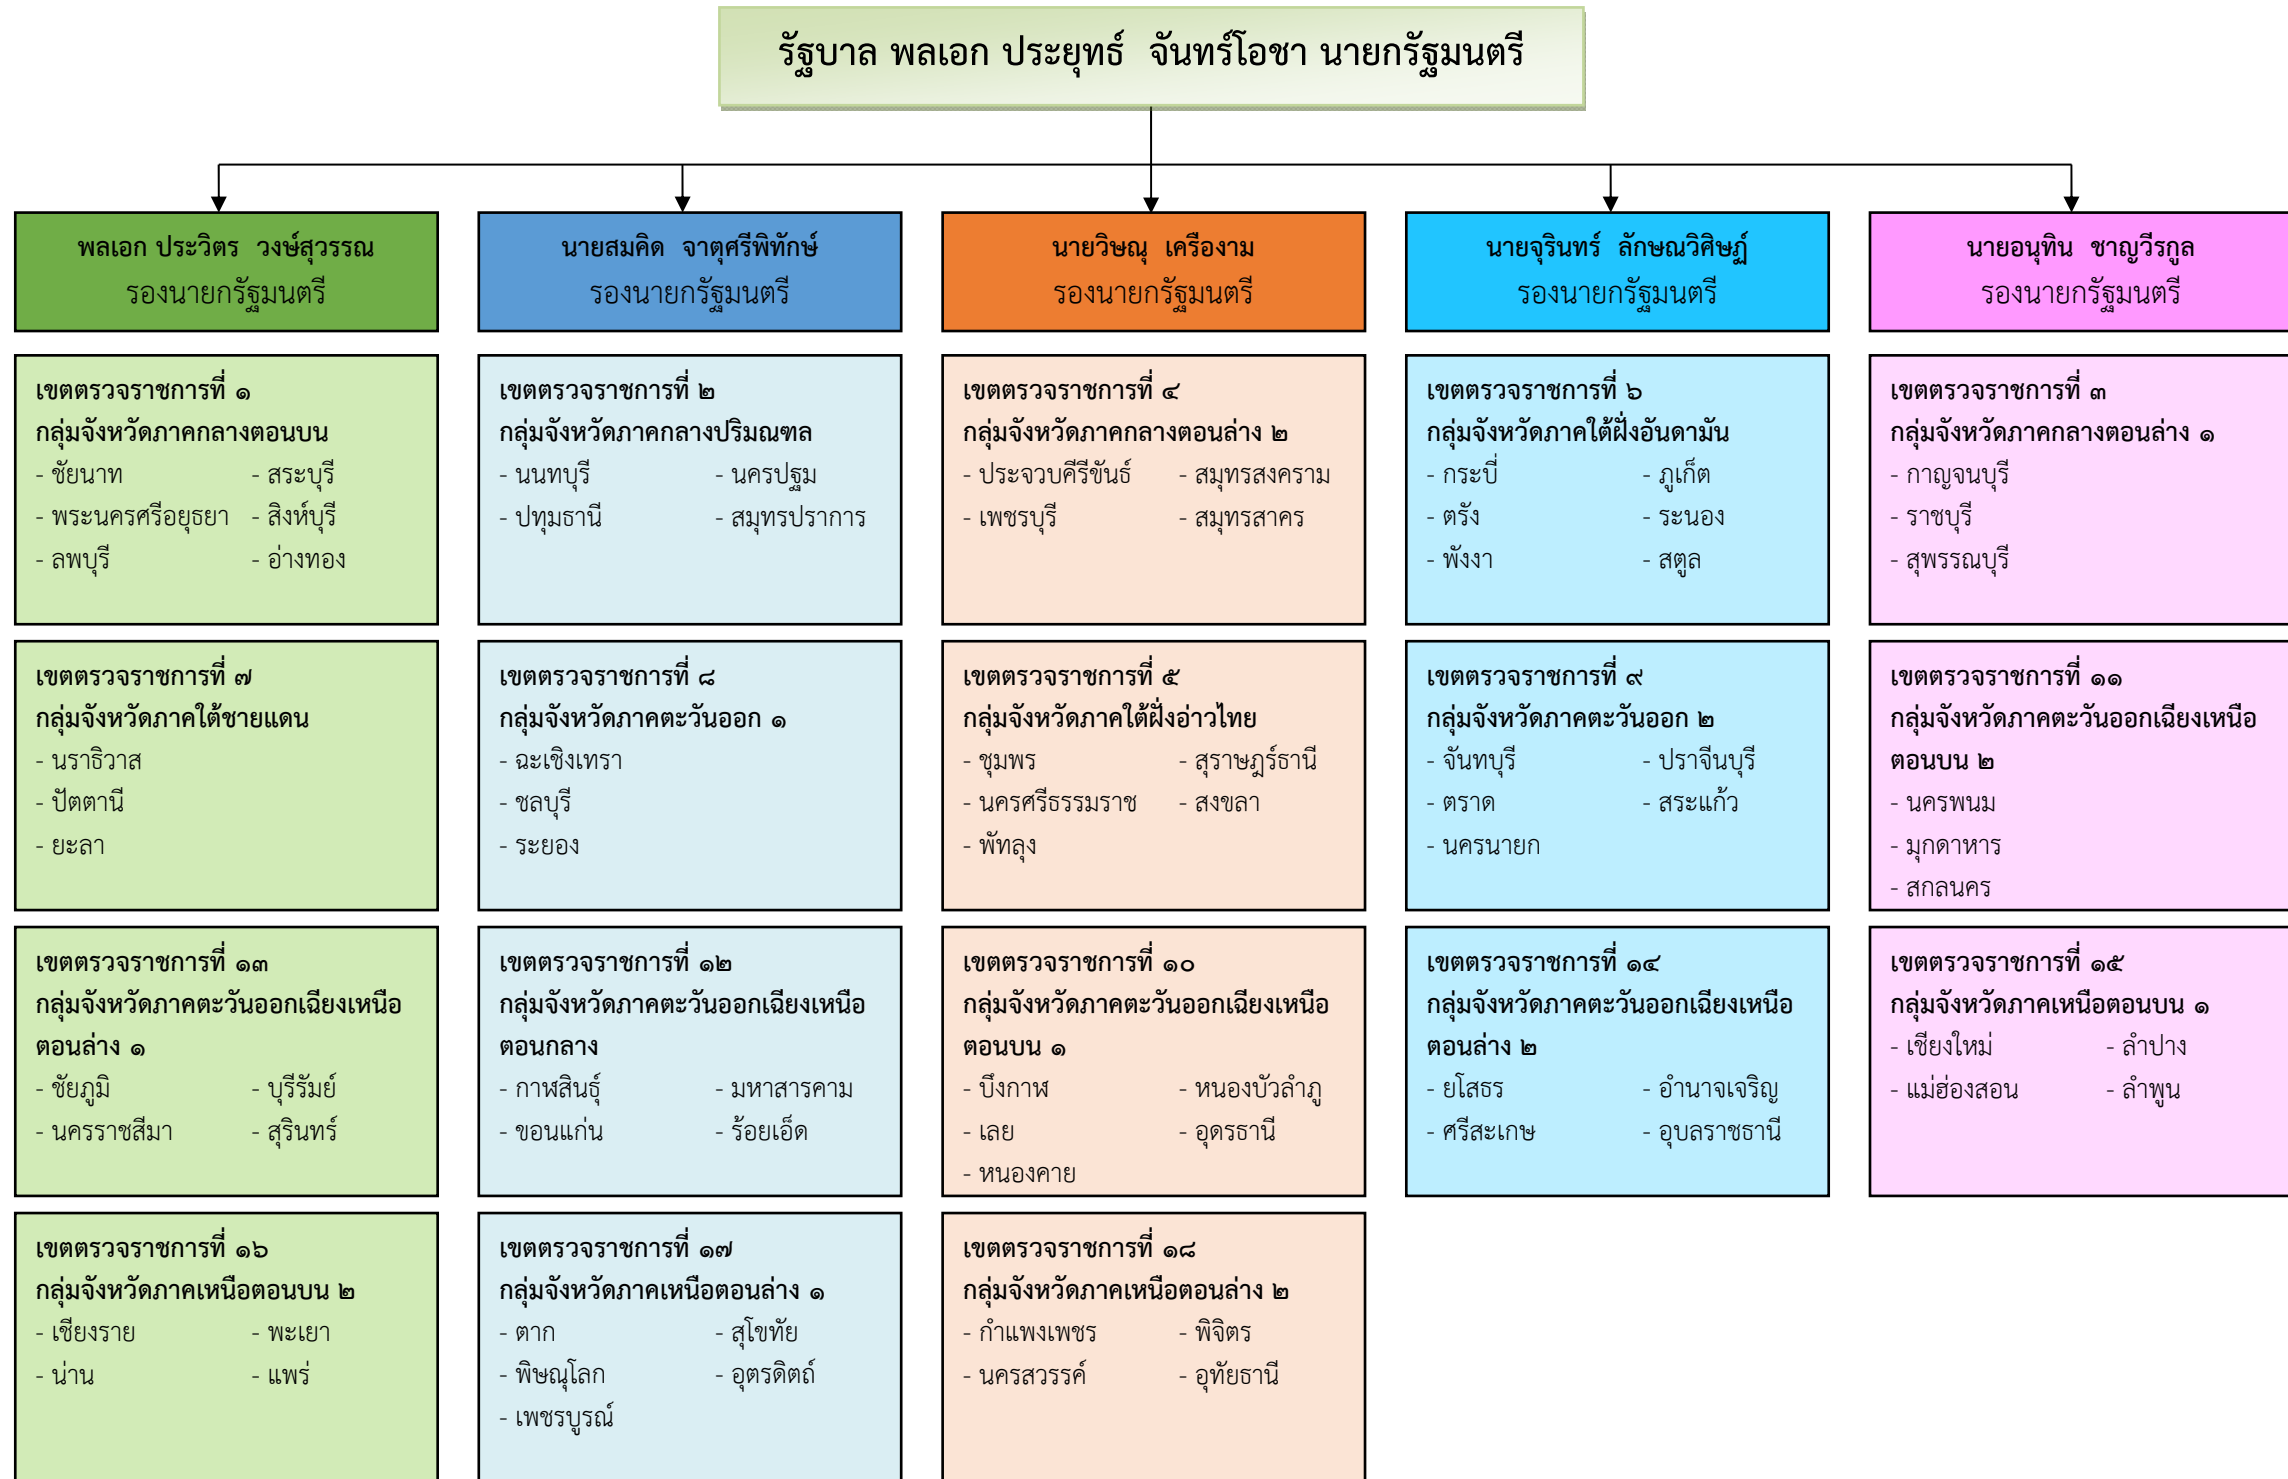 รัฐบาล พลเอก ประยุทธ์  จันทร์โอชา นายกรัฐมนตรี
พลเอก ประวิตร  วงษ์สุวรรณ
รองนายกรัฐมนตรี
เขตตรวจราชการที่ ๑
กลุ่มจังหวัดภาคกลางตอนบน
- ชัยนาท - สระบุรี
- พระนครศรีอยุธยา - สิงห์บุรี
- ลพบุรี - อ่างทอง
เขตตรวจราชการที่ ๗
กลุ่มจังหวัดภาคใต้ชายแดน
- นราธิวาส
- ปัตตานี
- ยะลา
เขตตรวจราชการที่ ๑๓
กลุ่มจังหวัดภาคตะวันออกเฉียงเหนือ
ตอนล่าง ๑
- ชัยภูมิ - บุรีรัมย์
- นครราชสีมา - สุรินทร์
เขตตรวจราชการที่ ๑๖
กลุ่มจังหวัดภาคเหนือตอนบน ๒
- เชียงราย - พะเยา
- น่าน - แพร่
นายสมคิด  จาตุศรีพิทักษ์
รองนายกรัฐมนตรี
เขตตรวจราชการที่ ๒
กลุ่มจังหวัดภาคกลางปริมณฑล
- นนทบุรี - นครปฐม
- ปทุมธานี - สมุทรปราการ
เขตตรวจราชการที่ ๘
กลุ่มจังหวัดภาคตะวันออก ๑
- ฉะเชิงเทรา
- ชลบุรี
- ระยอง
เขตตรวจราชการที่ ๑๒
กลุ่มจังหวัดภาคตะวันออกเฉียงเหนือ
ตอนกลาง
- กาฬสินธุ์ - มหาสารคาม
- ขอนแก่น - ร้อยเอ็ด
เขตตรวจราชการที่ ๑๗
กลุ่มจังหวัดภาคเหนือตอนล่าง ๑
- ตาก - สุโขทัย
- พิษณุโลก - อุตรดิตถ์
- เพชรบูรณ์
นายวิษณุ  เครืองาม
รองนายกรัฐมนตรี
เขตตรวจราชการที่ ๔
กลุ่มจังหวัดภาคกลางตอนล่าง ๒
- ประจวบคีรีขันธ์ - สมุทรสงคราม
- เพชรบุรี - สมุทรสาคร
เขตตรวจราชการที่ ๕
กลุ่มจังหวัดภาคใต้ฝั่งอ่าวไทย
- ชุมพร - สุราษฎร์ธานี
- นครศรีธรรมราช - สงขลา
- พัทลุง
เขตตรวจราชการที่ ๑๐
กลุ่มจังหวัดภาคตะวันออกเฉียงเหนือ
ตอนบน ๑
- บึงกาฬ - หนองบัวลำภู
- เลย - อุดรธานี
- หนองคาย
เขตตรวจราชการที่ ๑๘
กลุ่มจังหวัดภาคเหนือตอนล่าง ๒
- กำแพงเพชร - พิจิตร
- นครสวรรค์ - อุทัยธานี
นายจุรินทร์  ลักษณวิศิษฏ์
รองนายกรัฐมนตรี
เขตตรวจราชการที่ ๖
กลุ่มจังหวัดภาคใต้ฝั่งอันดามัน
- กระบี่ - ภูเก็ต
- ตรัง - ระนอง
- พังงา - สตูล
เขตตรวจราชการที่ ๙
กลุ่มจังหวัดภาคตะวันออก ๒
- จันทบุรี - ปราจีนบุรี
- ตราด - สระแก้ว
- นครนายก
เขตตรวจราชการที่ ๑๔
กลุ่มจังหวัดภาคตะวันออกเฉียงเหนือ
ตอนล่าง ๒
- ยโสธร - อำนาจเจริญ
- ศรีสะเกษ - อุบลราชธานี
นายอนุทิน  ชาญวีรกูล
รองนายกรัฐมนตรี
เขตตรวจราชการที่ ๓
กลุ่มจังหวัดภาคกลางตอนล่าง ๑
- กาญจนบุรี
- ราชบุรี
- สุพรรณบุรี
เขตตรวจราชการที่ ๑๑
กลุ่มจังหวัดภาคตะวันออกเฉียงเหนือ
ตอนบน ๒
- นครพนม
- มุกดาหาร
- สกลนคร
เขตตรวจราชการที่ ๑๕
กลุ่มจังหวัดภาคเหนือตอนบน ๑
- เชียงใหม่ - ลำปาง
- แม่ฮ่องสอน - ลำพูน